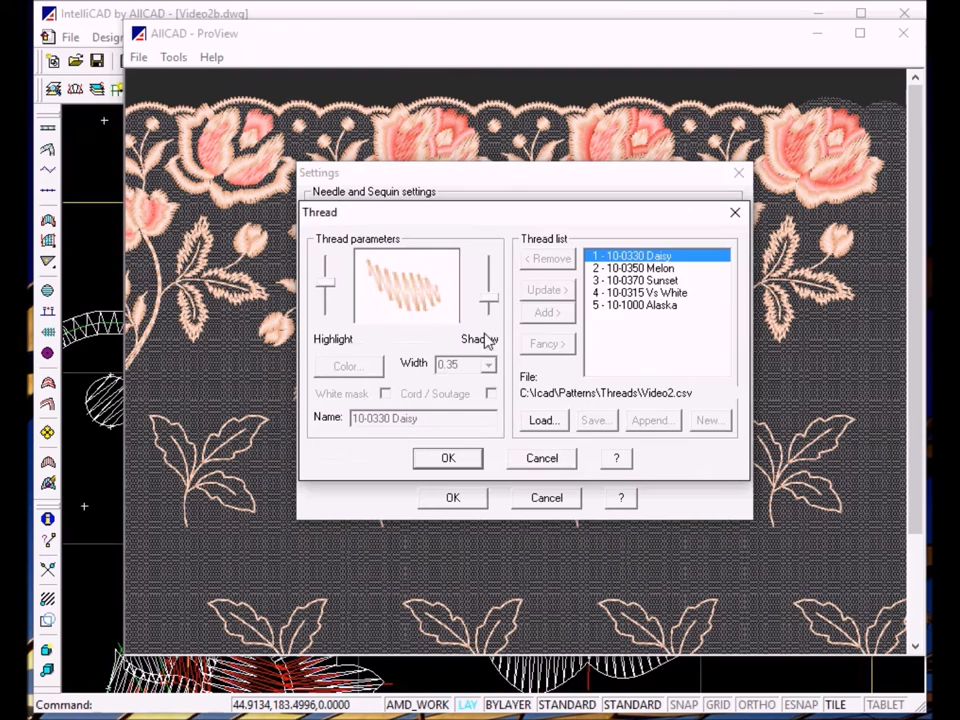 IntelliCAD by AllCAD - [Video2b.dwg]
File Design
AllCAD - ProView
File Tools Help
Settings
Needle and Sequin settings
Thread
Thread parameters
Thread list
< Remove
Update >
Add >
Fancy >
1 - 10-0330 Daisy
2 - 10-0350 Melon
3 - 10-0370 Sunset
4 - 10-0315 Vs White
5 - 10-1000 Alaska
Highlight
Shadow
Color...
Width 0.35
White mask
Cord / Soutage
Name: 10-0330 Daisy
File:
C:\Icad\Patterns\Threads\Video2.csv
Load... Save... Append... New...
OK Cancel ?
OK Cancel ?
Command: 44.9134,183.4996,0.0000 AMD_WORK LAY BYLAYER STANDARD STANDARD SNAP GRID ORTHO ESNAP TILE TABLET